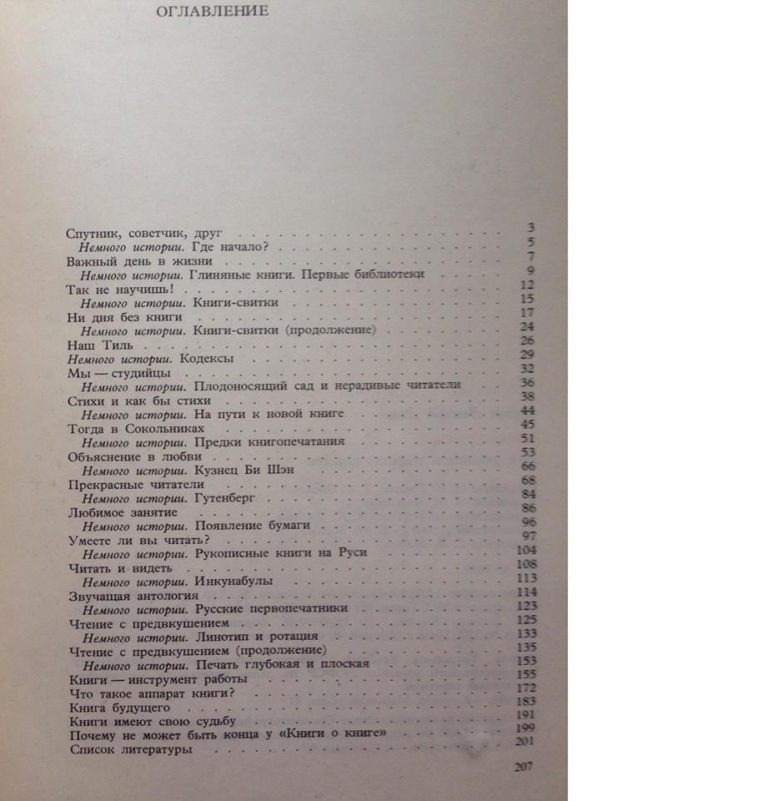 ОГЛАВЛЕНИЕ
Спутник, советчик, друг . . . . . . . . . . . . . . . . . . . . 3
Немного истории. Где начало? . . . . . . . . . . . . . . . . . 5
Важный день в жизни . . . . . . . . . . . . . . . . . . . . . . 7
Немного истории. Глиняные книги. Первые библиотеки . . . . . 9
Так не научишь! . . . . . . . . . . . . . . . . . . . . . . . . 12
Немного истории. Книги-свитки . . . . . . . . . . . . . . . . 15
Ни дня без книги . . . . . . . . . . . . . . . . . . . . . . . 17
Немного истории. Книги-свитки (продолжение) . . . . . . . . . 24
Наш Тиль . . . . . . . . . . . . . . . . . . . . . . . . . . . 26
Немного истории. Кодексы . . . . . . . . . . . . . . . . . . . 29
Мы — студийцы . . . . . . . . . . . . . . . . . . . . . . . . . 32
Немного истории. Плодоносящий сад и нерадивые читатели . . 36
Стихи и как бы стихи . . . . . . . . . . . . . . . . . . . . . 38
Немного истории. На пути к новой книге . . . . . . . . . . . 44
Тогда в Сокольниках . . . . . . . . . . . . . . . . . . . . . . 45
Немного истории. Предки книгопечатания . . . . . . . . . . . 51
Объяснение в любви . . . . . . . . . . . . . . . . . . . . . . 53
Немного истории. Кузнец Би Шэн . . . . . . . . . . . . . . . 66
Прекрасные читатели . . . . . . . . . . . . . . . . . . . . . . 68
Немного истории. Гутенберг . . . . . . . . . . . . . . . . . . 84
Любимое занятие . . . . . . . . . . . . . . . . . . . . . . . . 86
Немного истории. Появление бумаги . . . . . . . . . . . . . . 96
Умеете ли вы читать? . . . . . . . . . . . . . . . . . . . . . 97
Немного истории. Рукописные книги на Руси . . . . . . . . . . 104
Читать и видеть . . . . . . . . . . . . . . . . . . . . . . . . 108
Немного истории. Инкунабулы . . . . . . . . . . . . . . . . . 113
Звучащая антология . . . . . . . . . . . . . . . . . . . . . . 114
Немного истории. Русские первопечатники . . . . . . . . . . . 123
Чтение с предвкушением . . . . . . . . . . . . . . . . . . . . 125
Немного истории. Линотип и ротация . . . . . . . . . . . . . 133
Чтение с предвкушением (продолжение) . . . . . . . . . . . . . 135
Немного истории. Печать глубокая и плоская . . . . . . . . . 153
Книги — инструмент работы . . . . . . . . . . . . . . . . . . . 155
Что такое аппарат книги? . . . . . . . . . . . . . . . . . . . 172
Книга будущего . . . . . . . . . . . . . . . . . . . . . . . . 183
Книги имеют свою судьбу . . . . . . . . . . . . . . . . . . . . 191
Почему не может быть конца у «Книги о книге» . . . . . . . . . 199
Список литературы . . . . . . . . . . . . . . . . . . . . . . . 201
207